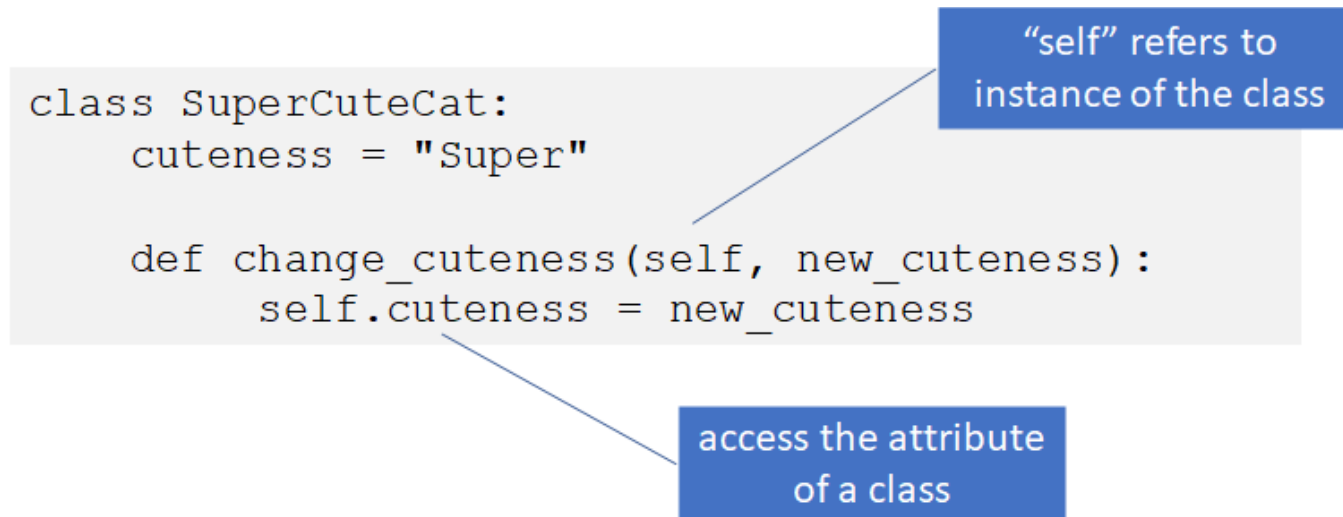 “self” refers to
instance of the class
class SuperCuteCat:
    cuteness = "Super"
    def change_cuteness(self, new_cuteness):
        self.cuteness = new_cuteness
access the attribute
of a class